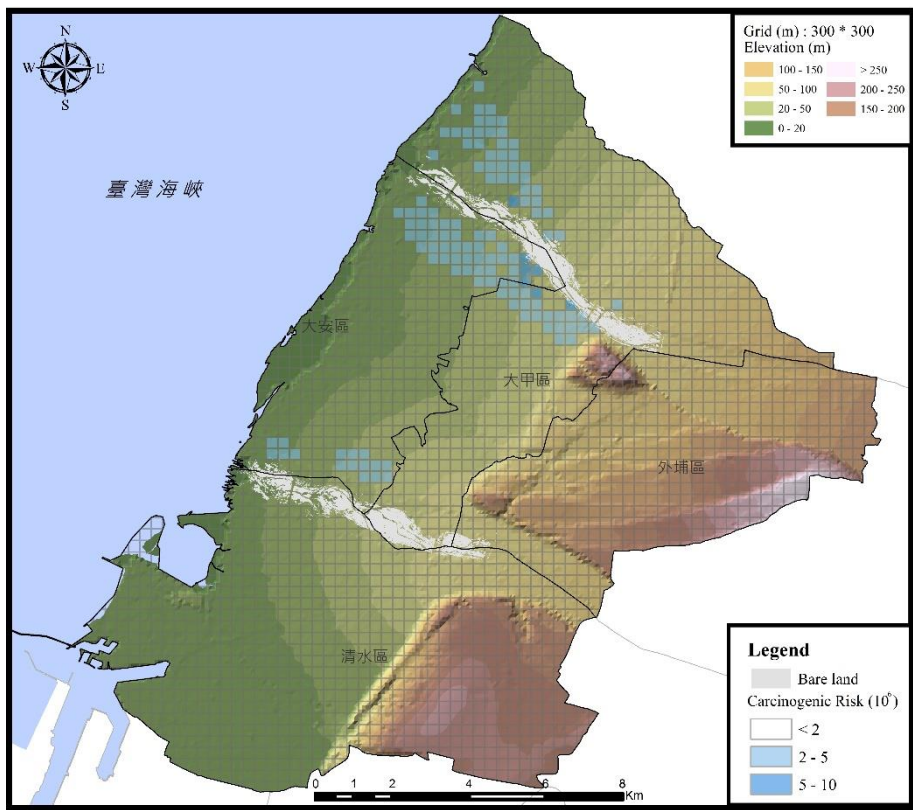 N
W E
S
臺灣海峽
Grid (m) : 300 * 300
Elevation (m)
100 - 150 > 250
50 - 100 200 - 250
20 - 50 150 - 200
0 - 20
大安區
大甲區
外埔區
清水區
Legend
Bare land
Carcinogenic Risk (10⁶)
< 2
2 - 5
5 - 10
0 1 2 4 6 8
Km